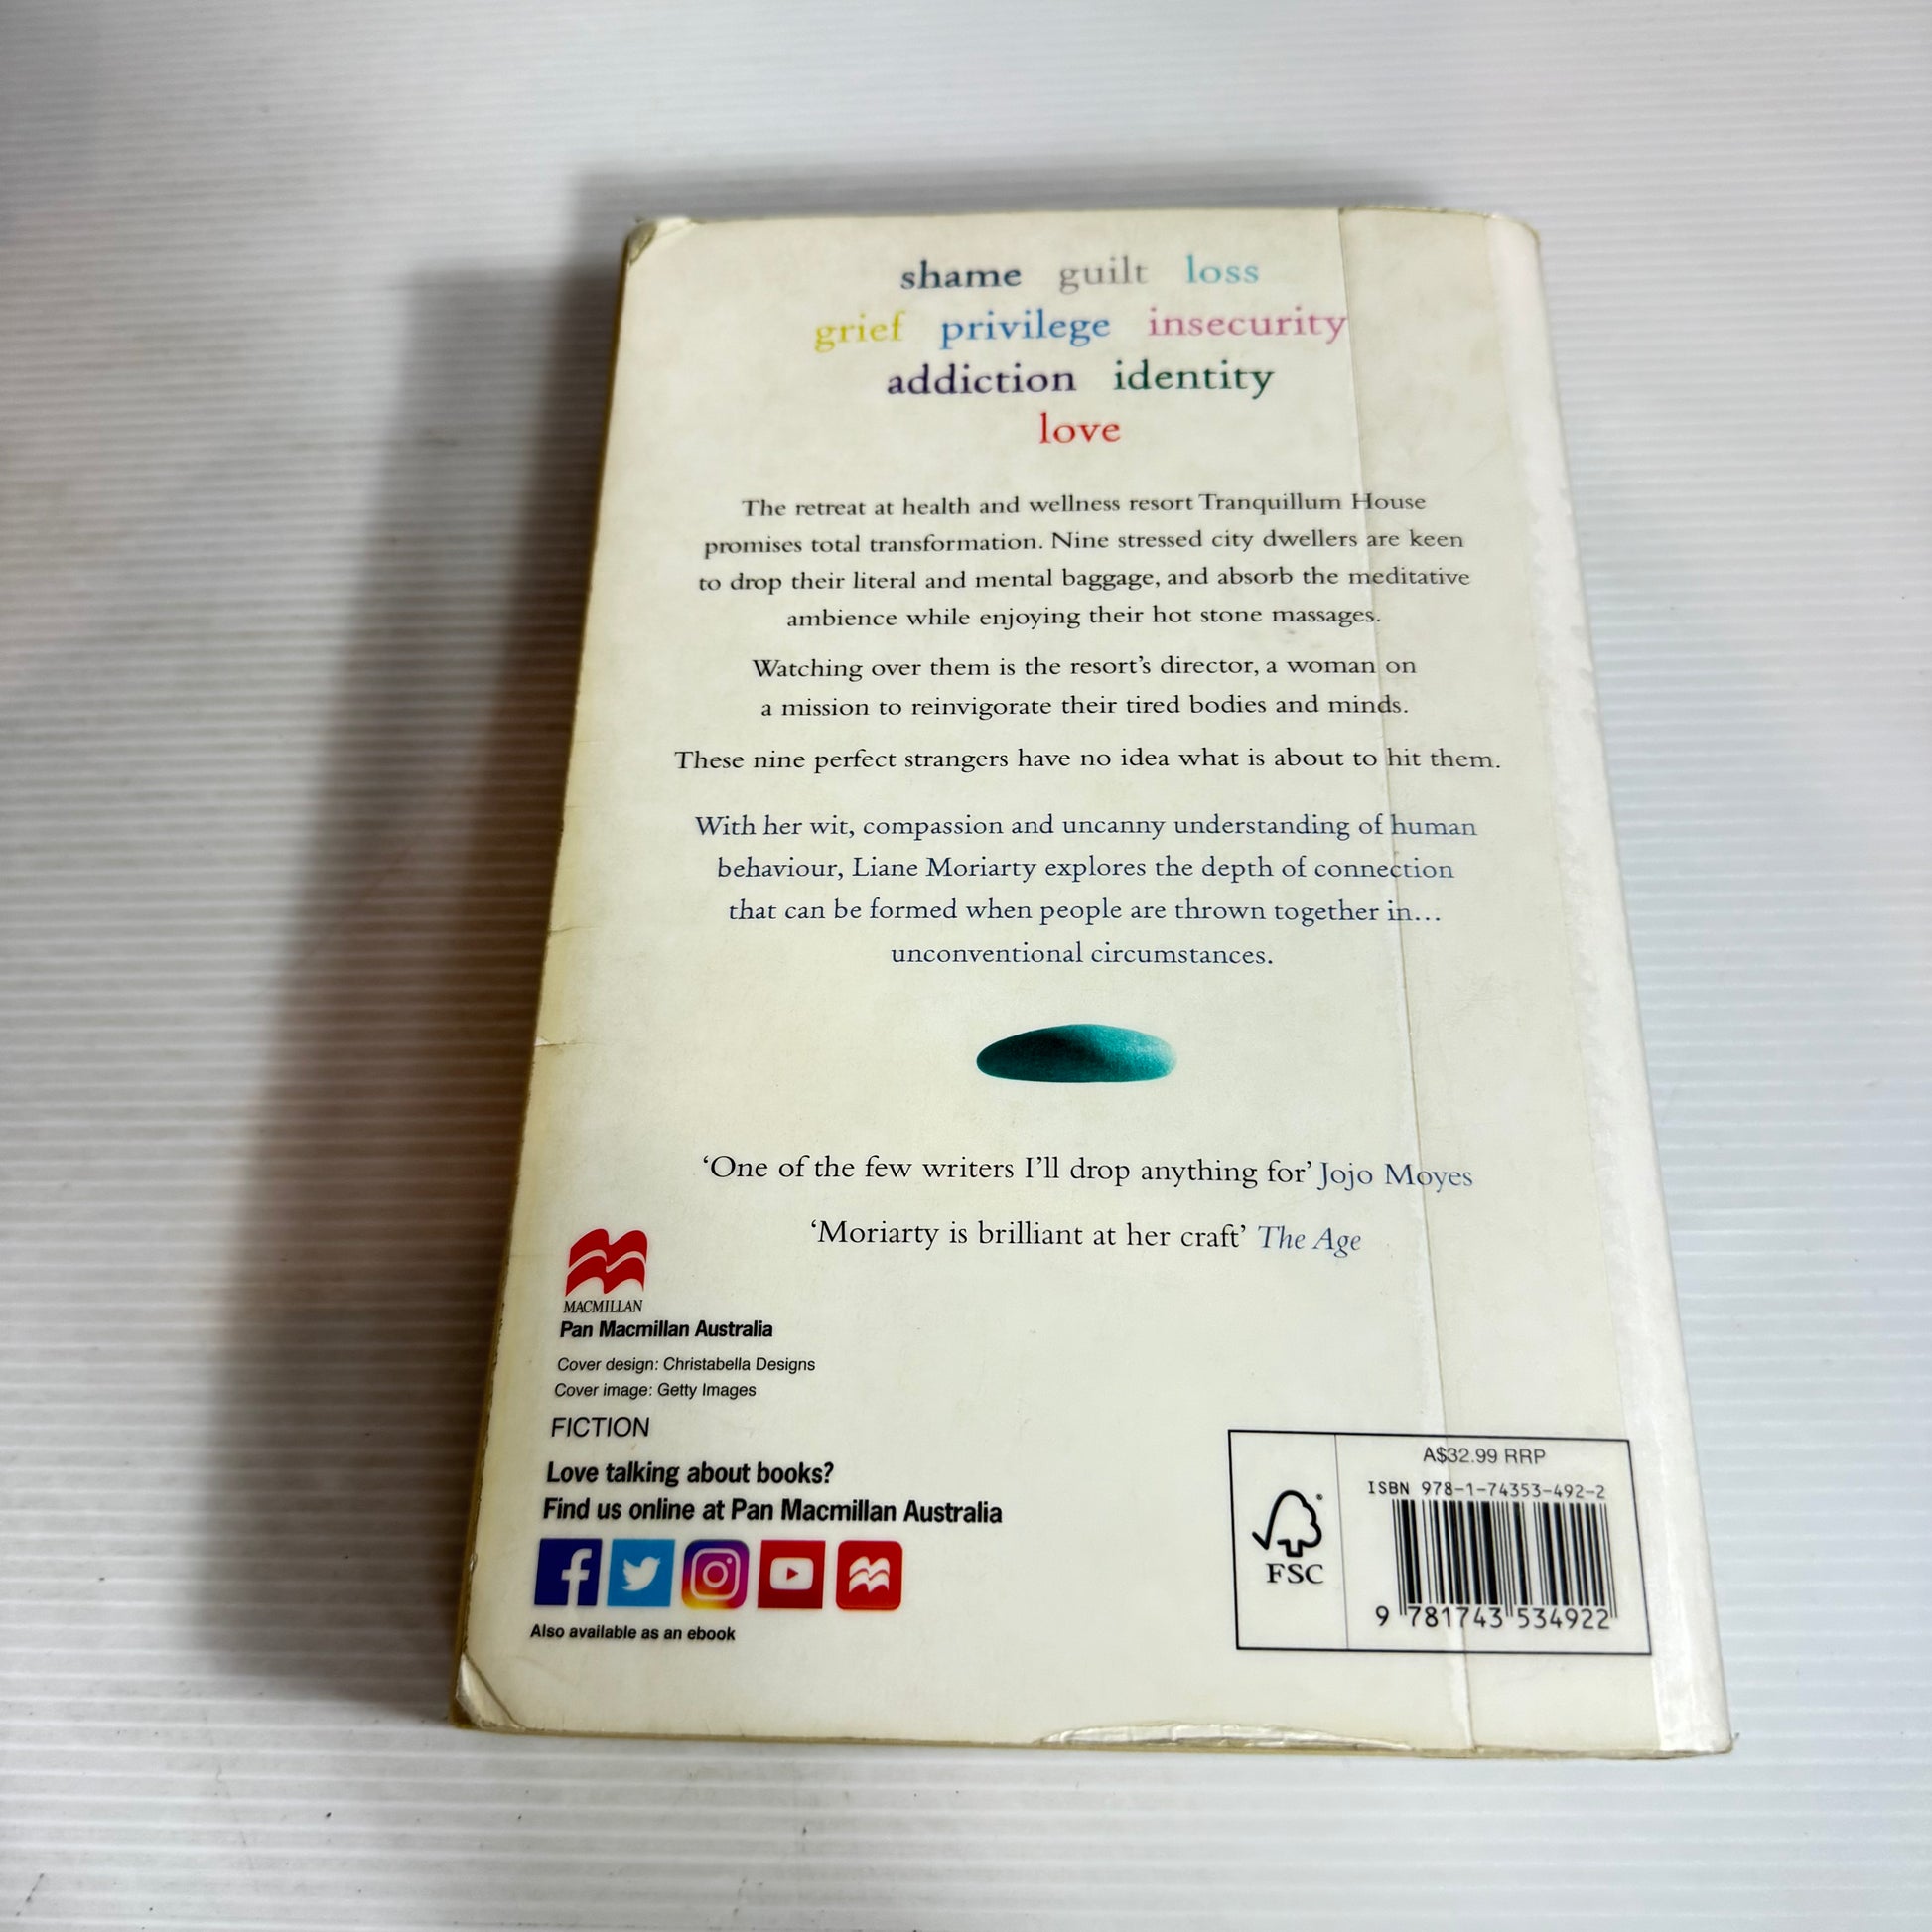 shame guilt loss
grief privilege insecurity
addiction identity
love
The retreat at health and wellness resort Tranquillum House
promises total transformation. Nine stressed city dwellers are keen
to drop their literal and mental baggage, and absorb the meditative
ambience while enjoying their hot stone massages.
Watching over them is the resort’s director, a woman on
a mission to reinvigorate their tired bodies and minds.
These nine perfect strangers have no idea what is about to hit them.
With her wit, compassion and uncanny understanding of human
behaviour, Liane Moriarty explores the depth of connection
that can be formed when people are thrown together in…
unconventional circumstances.
‘One of the few writers I’ll drop anything for’ Jojo Moyes
‘Moriarty is brilliant at her craft’ The Age
MACMILLAN
Pan Macmillan Australia
Cover design: Christabella Designs
Cover image: Getty Images
FICTION
Love talking about books?
Find us online at Pan Macmillan Australia
Also available as an ebook
FSC
A$32.99 RRP
ISBN 978-1-74353-492-2
9 781743 534922